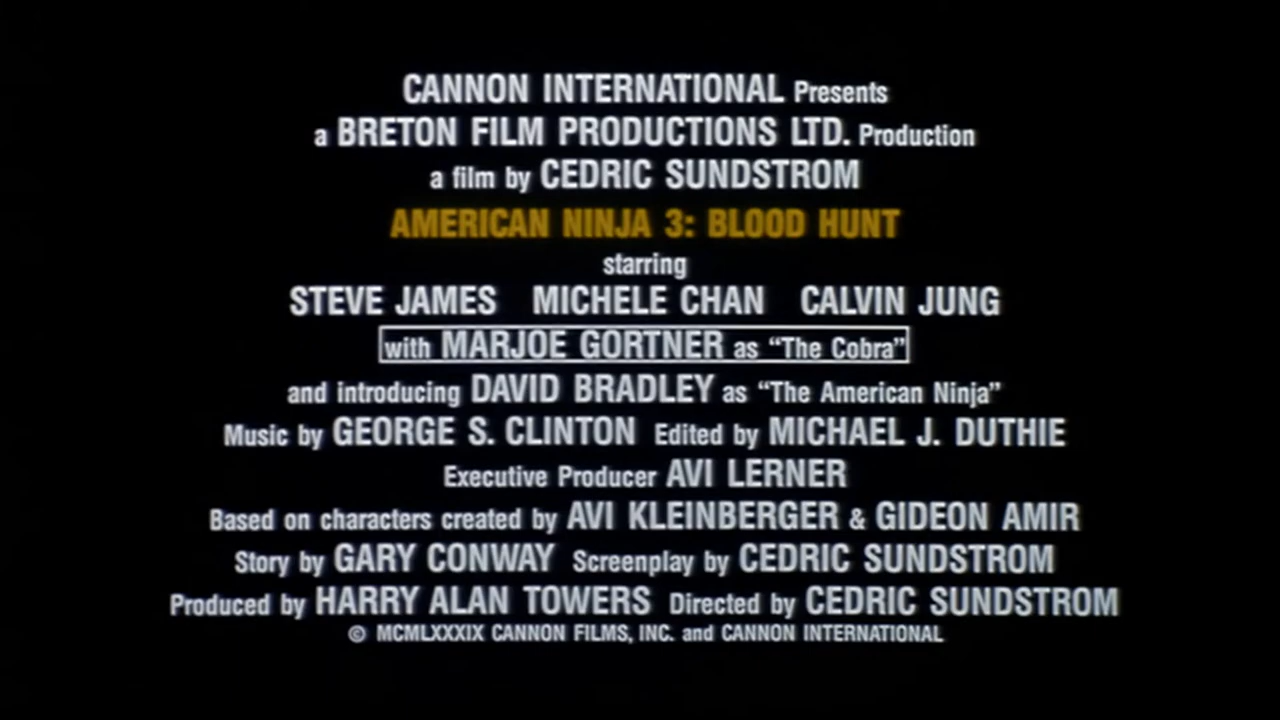 CANNON INTERNATIONAL Presents
a BRETON FILM PRODUCTIONS LTD. Production
a film by CEDRIC SUNDSTROM
AMERICAN NINJA 3: BLOOD HUNT
starring
STEVE JAMES MICHELE CHAN CALVIN JUNG
with MARJOE GORTNER as “The Cobra”
and introducing DAVID BRADLEY as “The American Ninja”
Music by GEORGE S. CLINTON Edited by MICHAEL J. DUTHIE
Executive Producer AVI LERNER
Based on characters created by AVI KLEINBERGER & GIDEON AMIR
Story by GARY CONWAY Screenplay by CEDRIC SUNDSTROM
Produced by HARRY ALAN TOWERS Directed by CEDRIC SUNDSTROM
© MCMLXXXIX CANNON FILMS, INC. and CANNON INTERNATIONAL